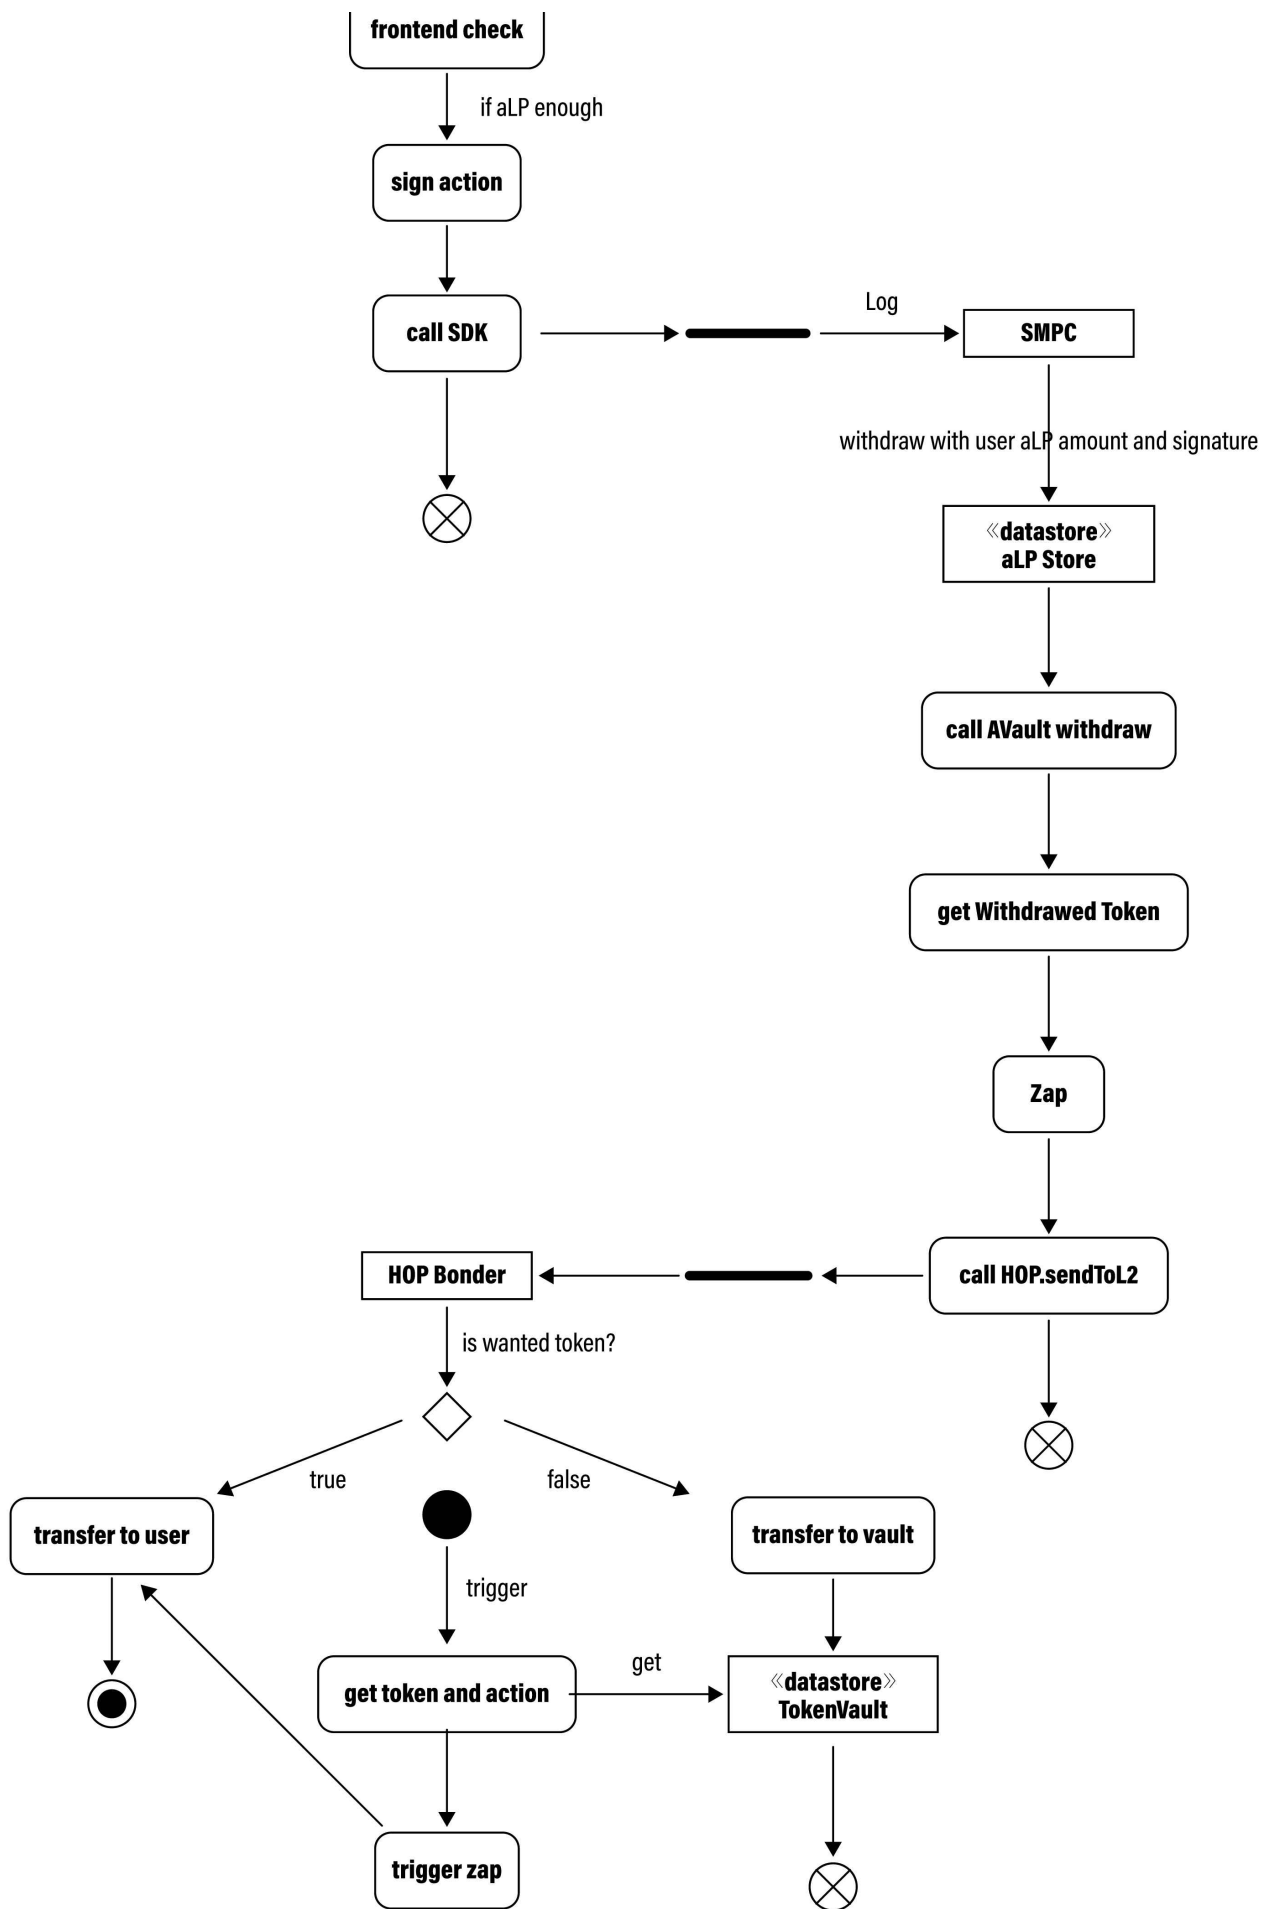 frontend check
if aLP enough
sign action
Log
call SDK
SMPC
withdraw with user aLP amount and signature
《datastore》
aLP Store
call AVault withdraw
get Withdrawed Token
Zap
HOP Bonder
call HOP.sendToL2
is wanted token?
true
false
transfer to user
transfer to vault
trigger
get
get token and action
《datastore》
TokenVault
trigger zap